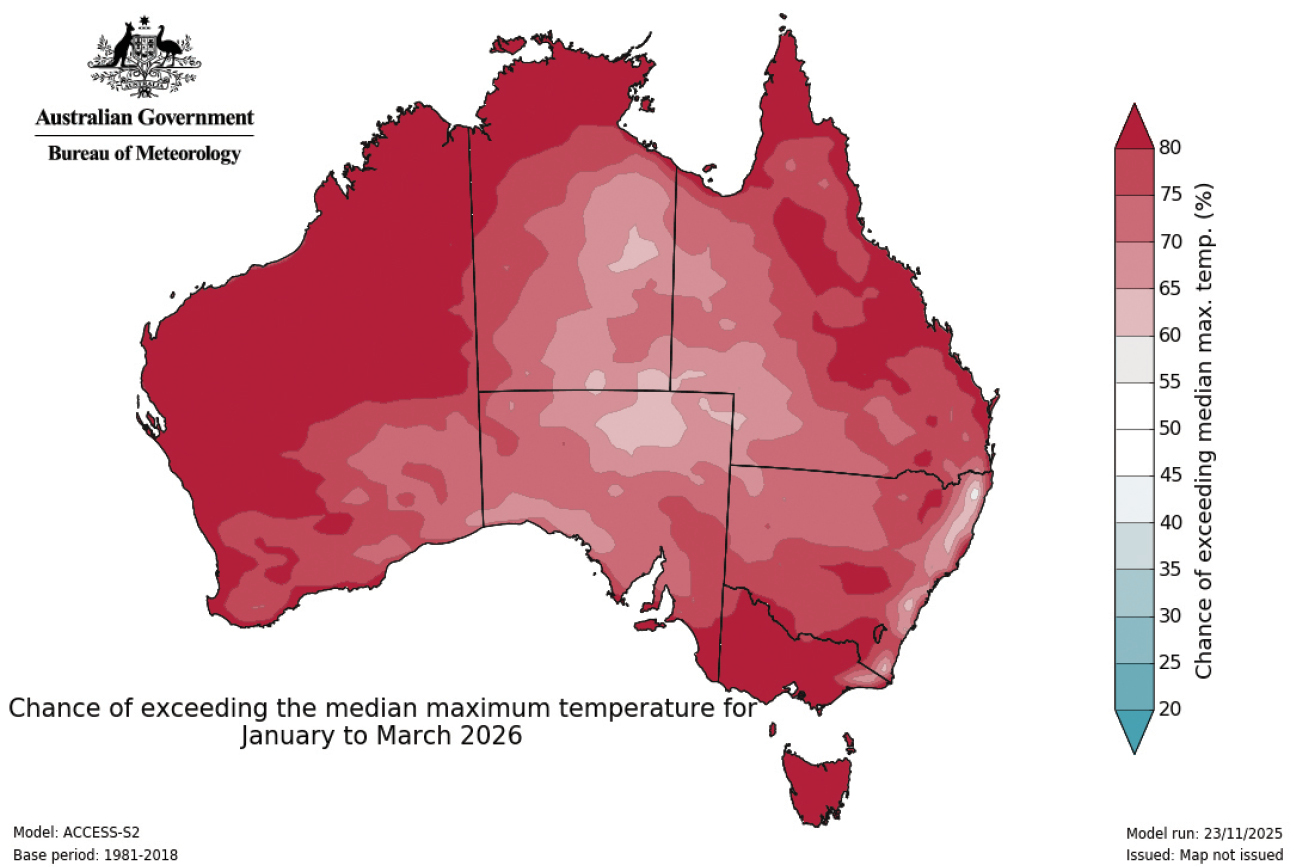 AUSTRALIA
Australian Government
Bureau of Meteorology
80
75
70
65
60
55
50
45
40
35
30
25
20
Chance of exceeding median max. temp. (%)
Chance of exceeding the median maximum temperature for
January to March 2026
Model: ACCESS-S2
Base period: 1981-2018
Model run: 23/11/2025
Issued: Map not issued